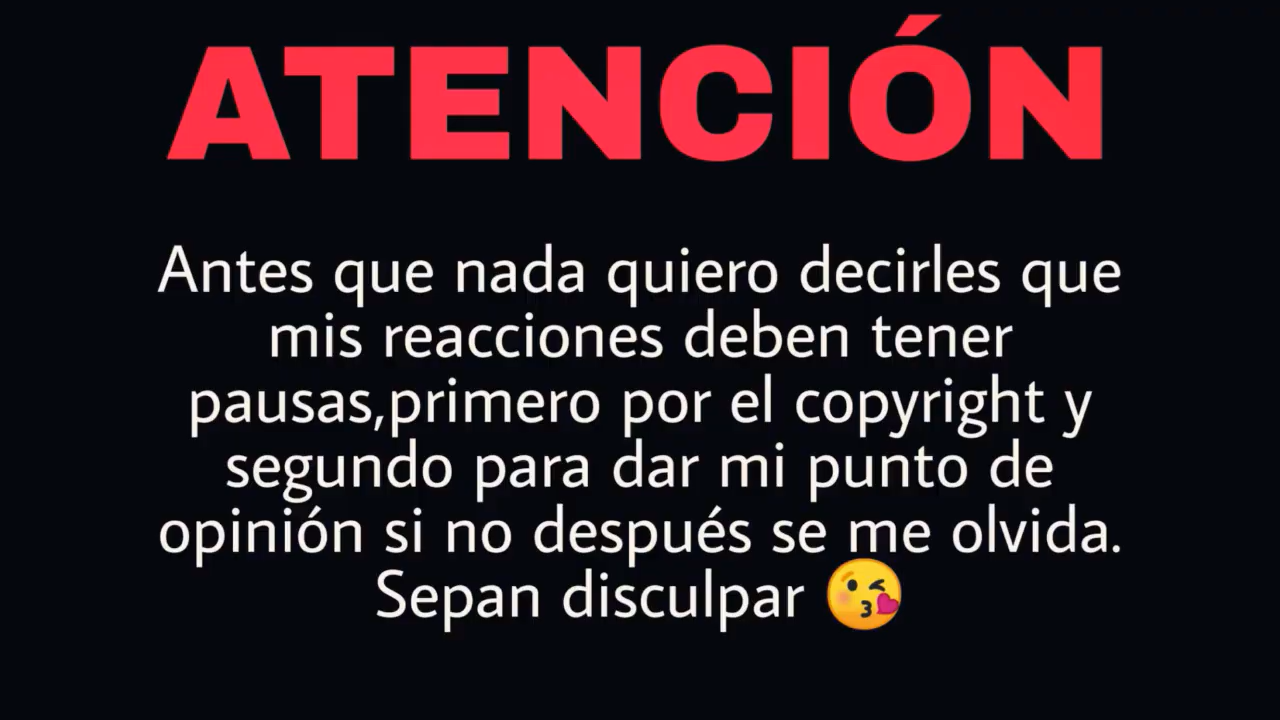 ATENCIÓN
Antes que nada quiero decirles que
mis reacciones deben tener
pausas,primero por el copyright y
segundo para dar mi punto de
opinión si no después se me olvida.
Sepan disculpar 😘